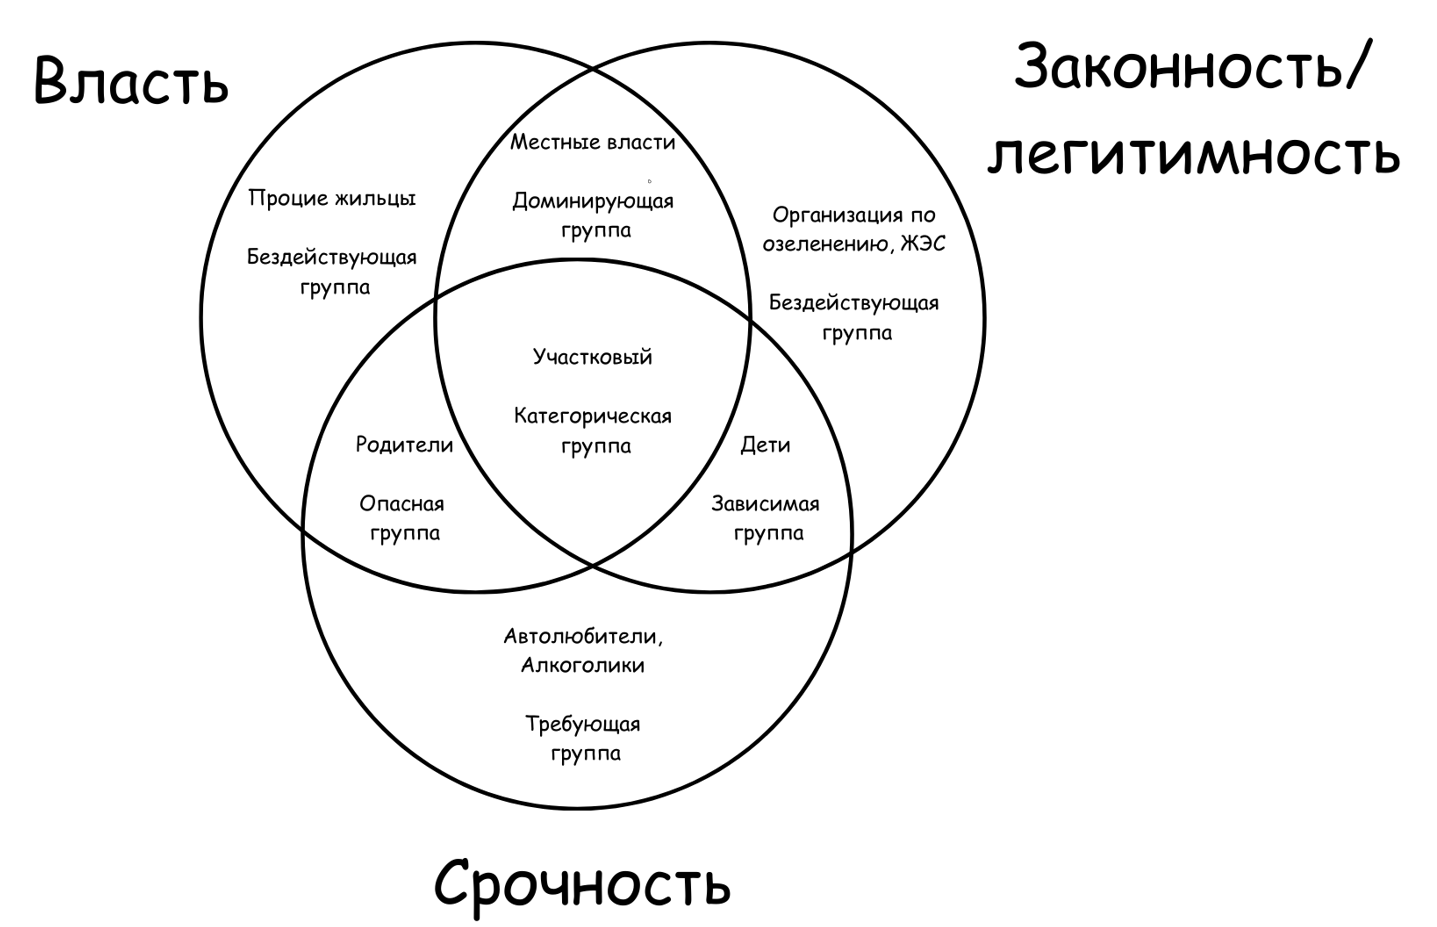 Власть
Законность/
легитимность
Процие жильцы
Бездействующая
группа
Местные власти
Доминирующая
группа
Организация по
озеленению, ЖЭС
Бездействующая
группа
Участковый
Категорическая
группа
Родители
Опасная
группа
Дети
Зависимая
группа
Автолюбители,
Алкоголики
Требующая
группа
Срочность